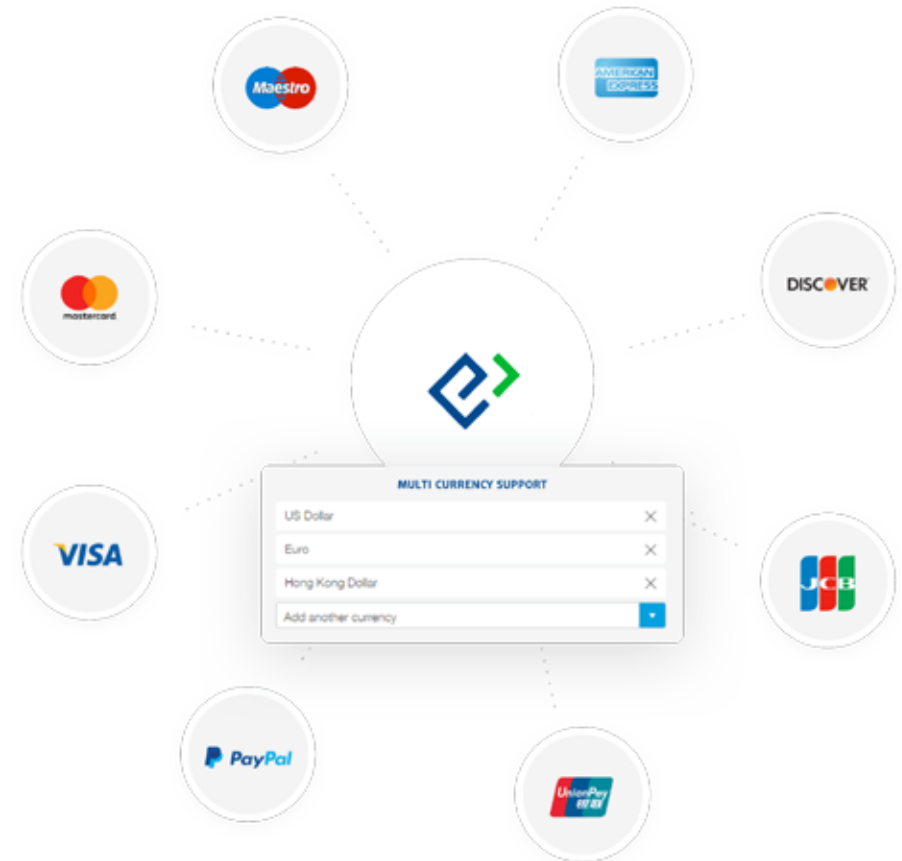 Maestro
AMERICAN
EXPRESS
mastercard
DISCOVER
MULTI CURRENCY SUPPORT
US Dollar
Euro
Hong Kong Dollar
Add another currency
VISA
JCB
PayPal
UnionPay
银联